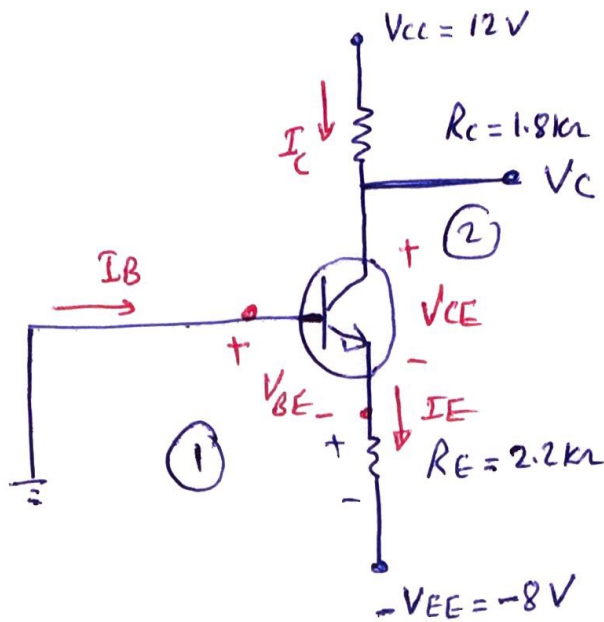 Vcc = 12V
Rc = 1.8kΩ
IC
VC
2
IB
+
VCE
+
-
VBE
-
IE
1
+
RE = 2.2kΩ
-
-VEE = -8V